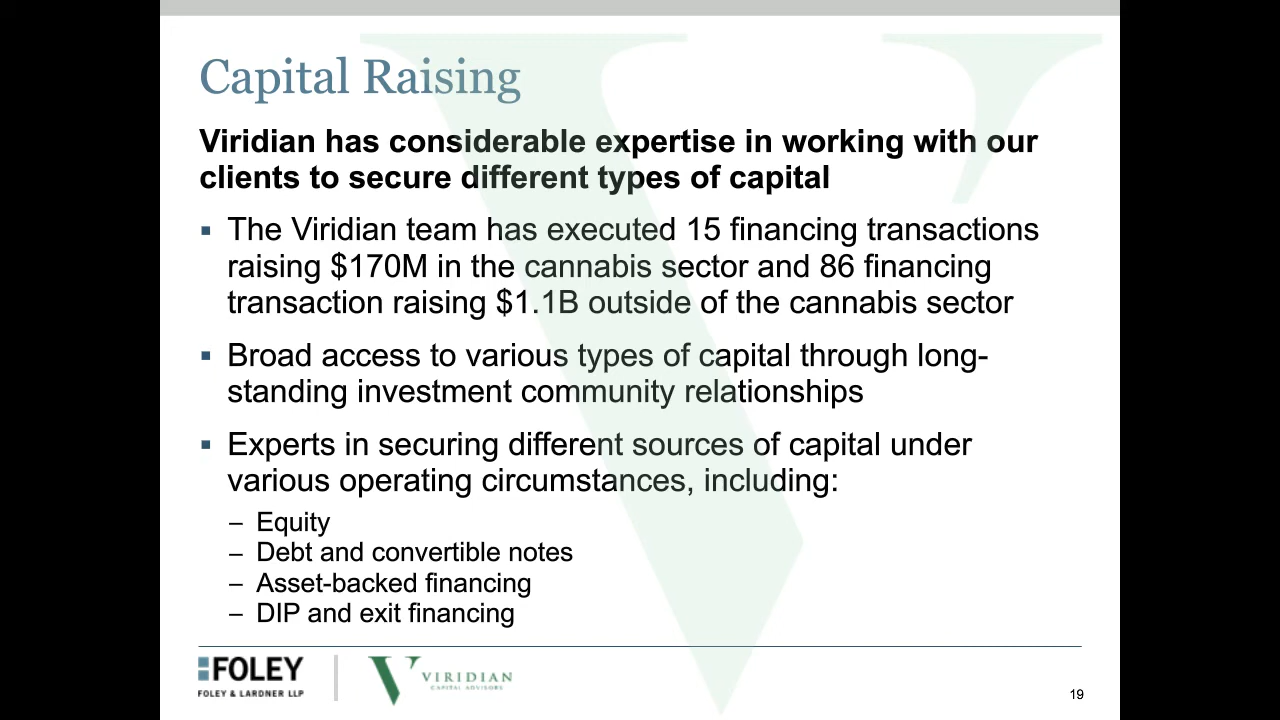 Capital Raising
Viridian has considerable expertise in working with our
clients to secure different types of capital
▪ The Viridian team has executed 15 financing transactions
raising $170M in the cannabis sector and 86 financing
transaction raising $1.1B outside of the cannabis sector
▪ Broad access to various types of capital through long-
standing investment community relationships
▪ Experts in securing different sources of capital under
various operating circumstances, including:
– Equity
– Debt and convertible notes
– Asset-backed financing
– DIP and exit financing
FOLEY
FOLEY & LARDNER LLP
VIRIDIAN
CAPITAL ADVISORS
19